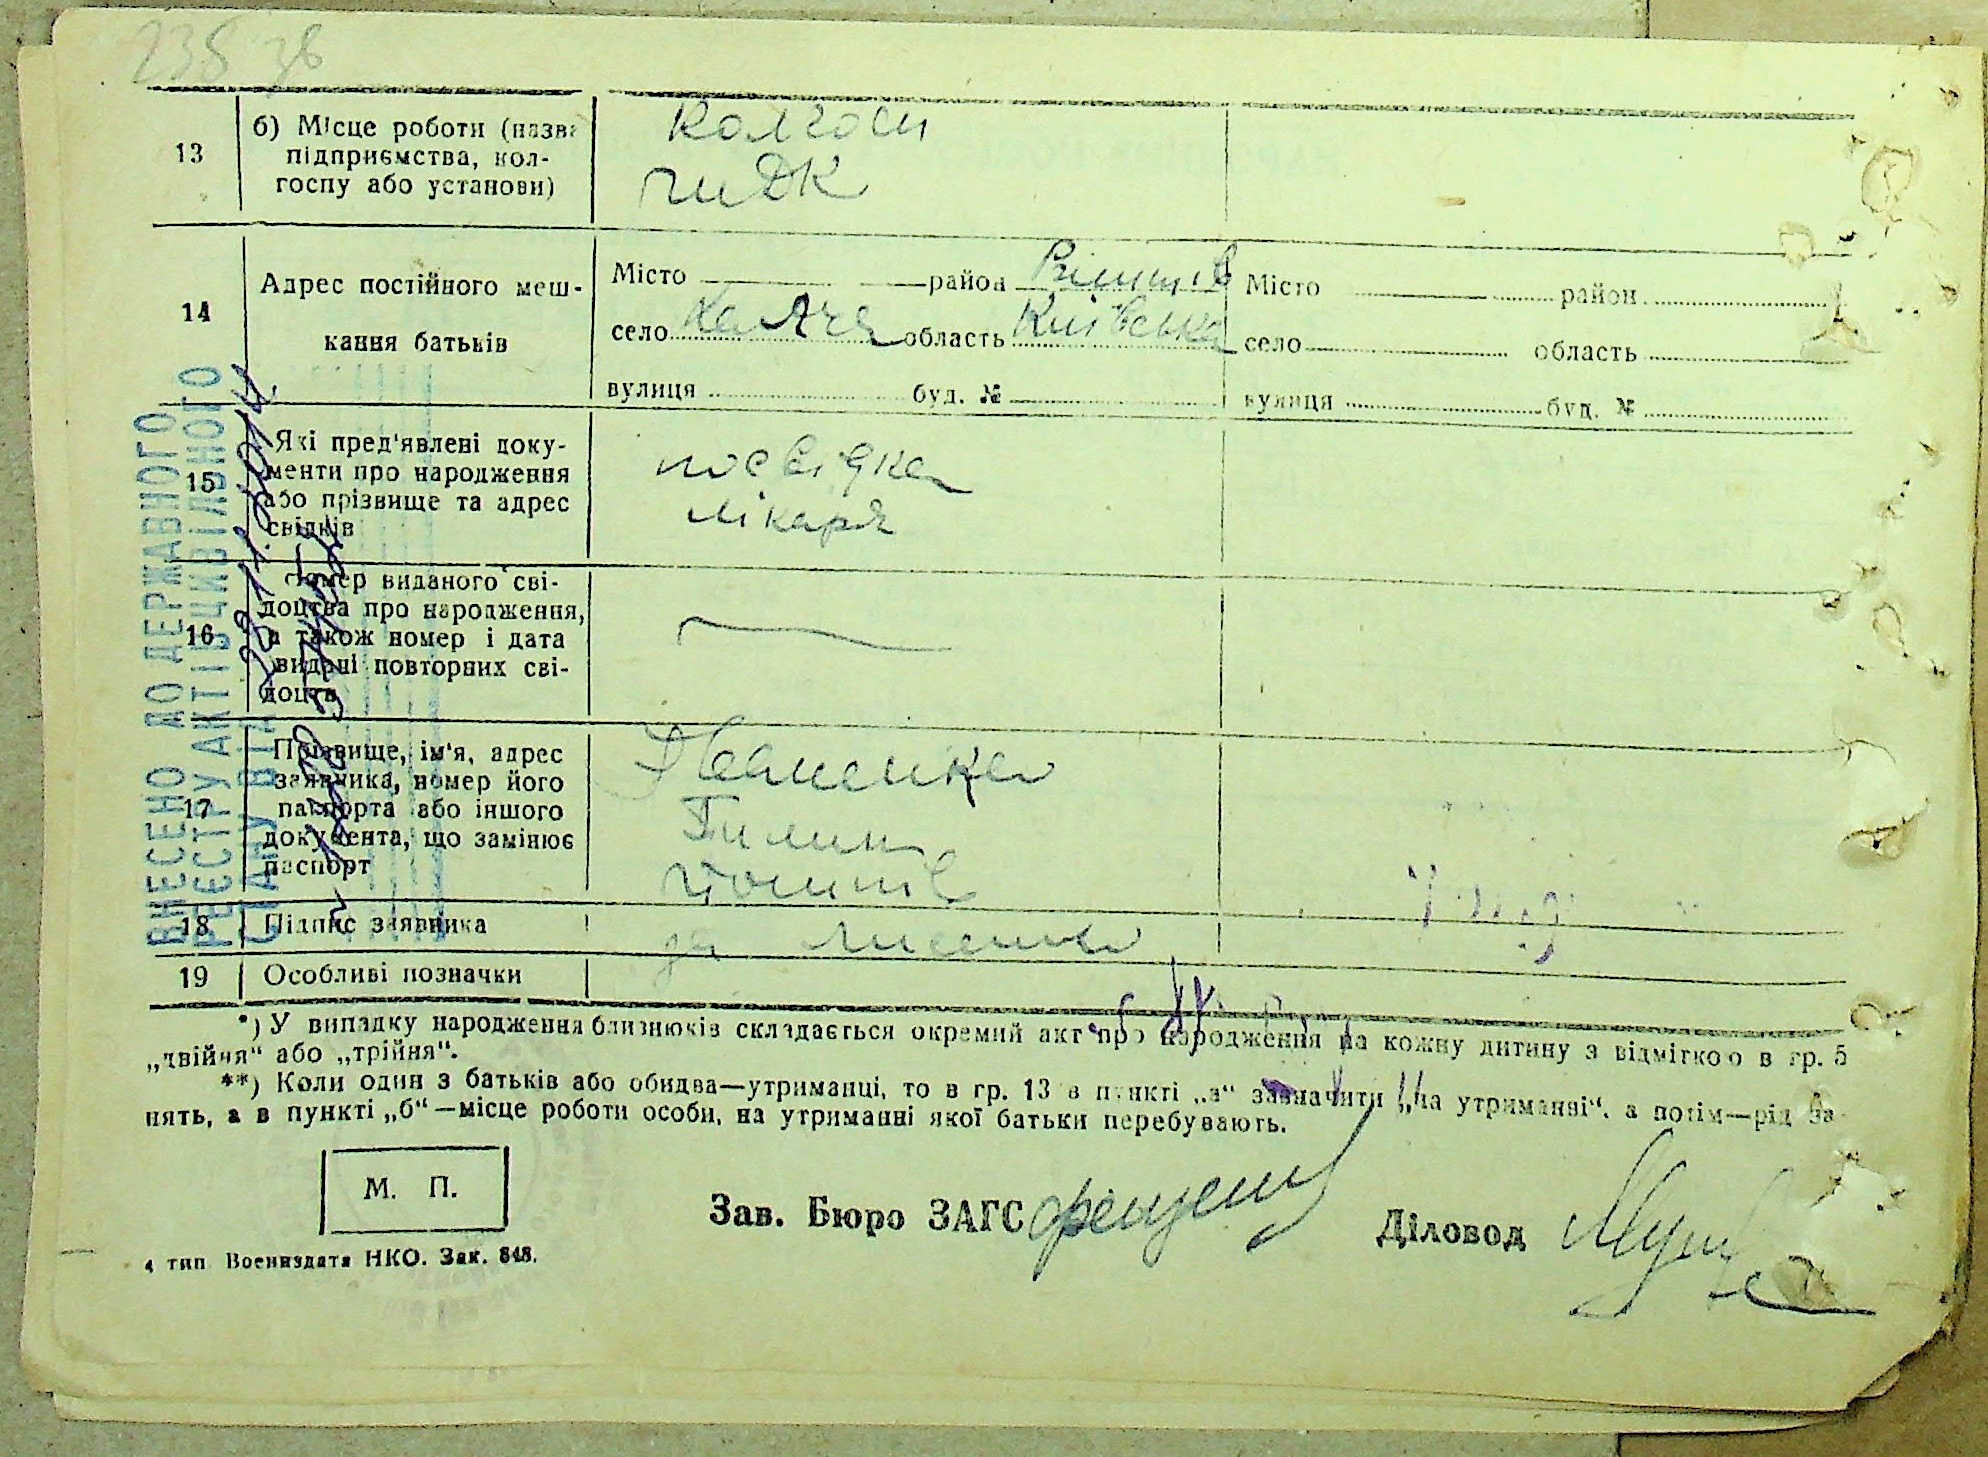 13 б) Місце роботи (назва
підприємства, кол-
госпу або установи)
Колгосп
14 Адрес постійного меш-
кання батьків
Місто район
село область Київська
вулиця буд. №
Місто район
село область
вулиця буд. №
15 Які пред'явлені доку-
менти про народження
або прізвище та адрес
свідків
посвідка
лікаря
16 Номер виданого сві-
доцтва про народження,
а також номер і дата
видачі повторних сві-
доцтв
17 Прізвище, ім'я, адрес
заявника, номер його
паспорта або іншого
документа, що замінює
паспорт
18 Підпис заявника
19 Особливі позначки
ВНЕСЕНО ДО ДЕРЖАВНОГО
РЕЄСТРУ АКТІВ ЦИВІЛЬНОГО
СТАНУ
*) У випадку народження близнюків складається окремий акт про народження на кожну дитину з відміткою в гр. 5
„двійня“ або „трійня“.
**) Коли один з батьків або обидва—утриманці, то в гр. 13 в пункті „а“ зазначити „на утриманні“, а потім—рід за-
нять, а в пункті „б“—місце роботи особи, на утриманні якої батьки перебувають.
М. П.
Зав. Бюро ЗАГС
Діловод
4 тип Воениздата НКО. Зак. 848.